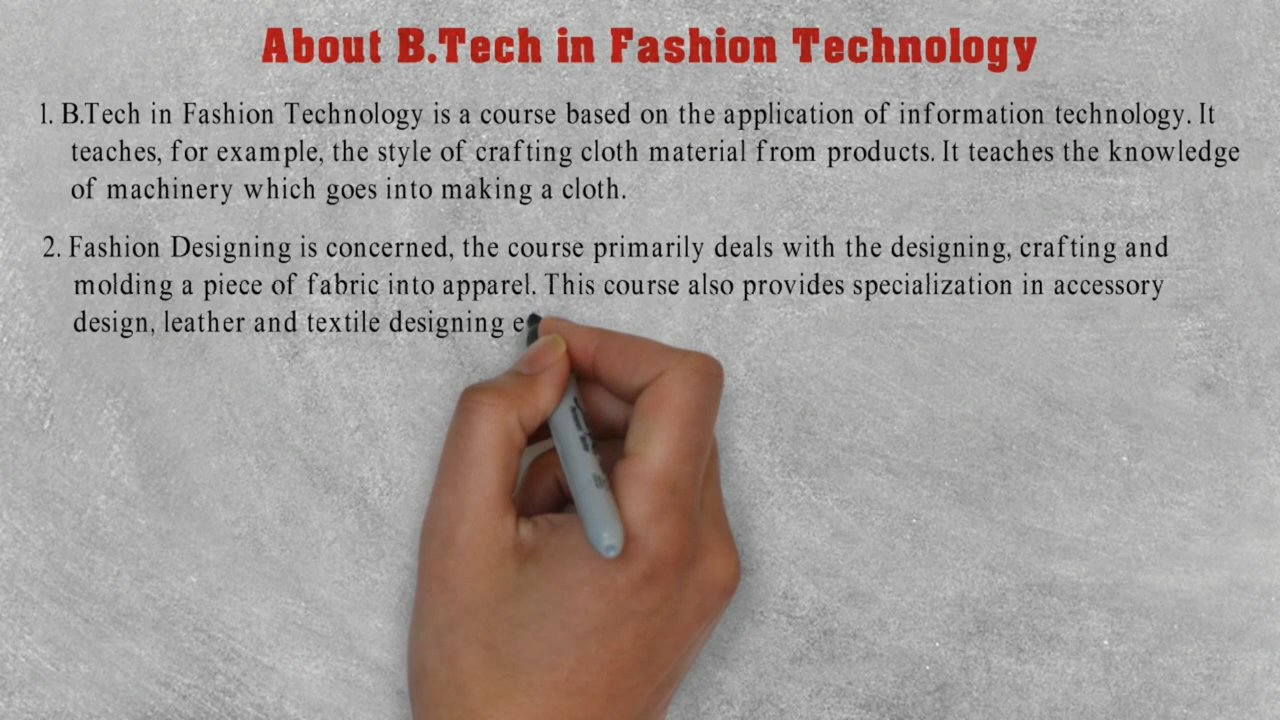 About B.Tech in Fashion Technology
1. B.Tech in Fashion Technology is a course based on the application of information technology. It
teaches, for example, the style of crafting cloth material from products. It teaches the knowledge
of machinery which goes into making a cloth.
2. Fashion Designing is concerned, the course primarily deals with the designing, crafting and
molding a piece of fabric into apparel. This course also provides specialization in accessory
design, leather and textile designing e